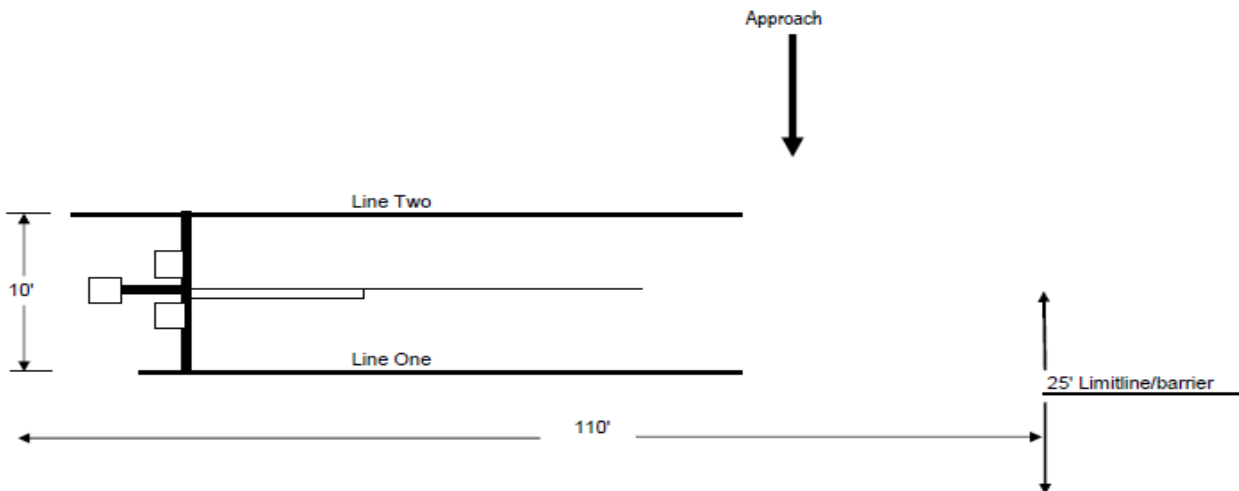 Approach
Line Two
10'
Line One
25' Limitline/barrier
110'